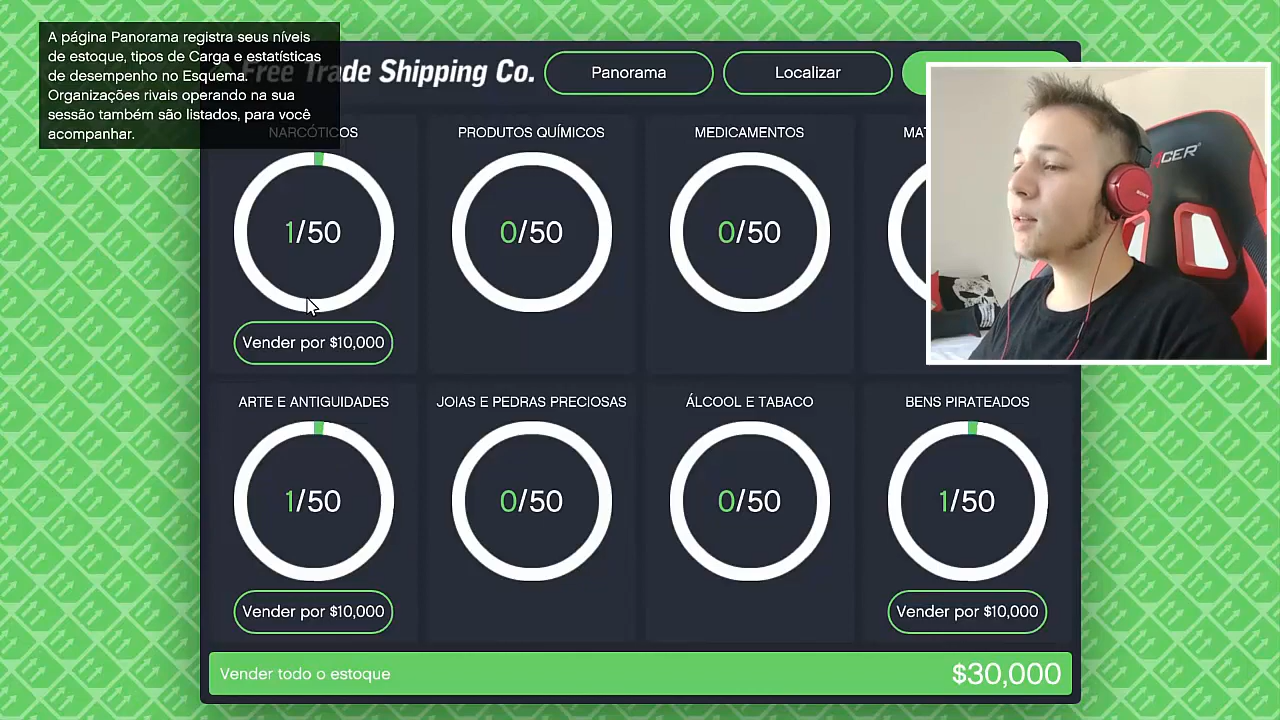 A página Panorama registra seus níveis
de estoque, tipos de Carga e estatísticas
de desempenho no Esquema.
Organizações rivais operando na sua
sessão também são listados, para você
acompanhar.
Free Trade Shipping Co.
Panorama
Localizar
NARCÓTICOS
PRODUTOS QUÍMICOS
MEDICAMENTOS
1/50
0/50
0/50
Vender por $10,000
ARTE E ANTIGUIDADES
JOIAS E PEDRAS PRECIOSAS
ÁLCOOL E TABACO
BENS PIRATEADOS
1/50
0/50
0/50
1/50
Vender por $10,000
Vender por $10,000
Vender todo o estoque
$30,000